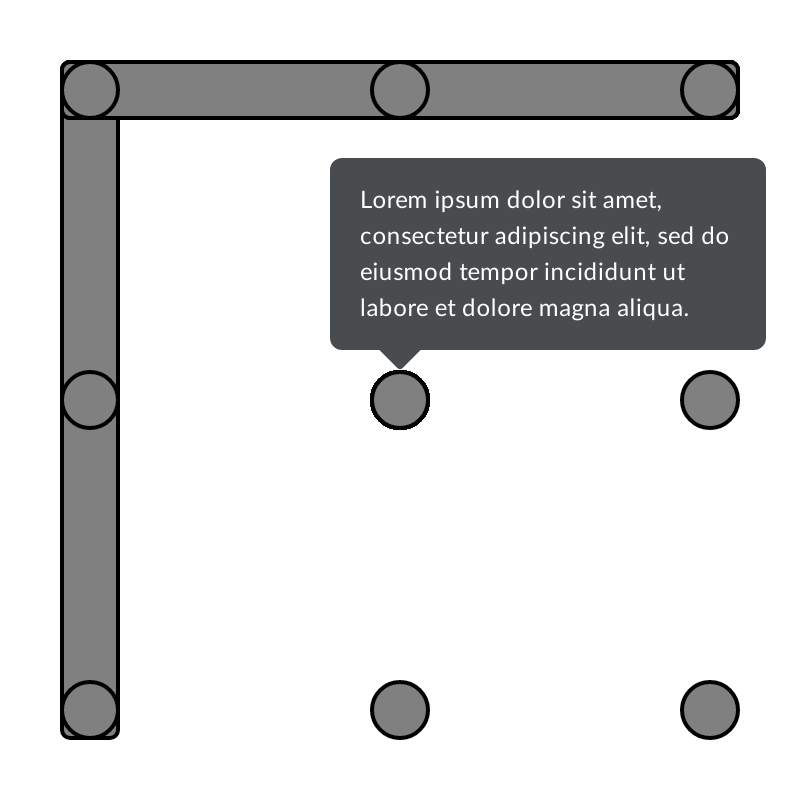 Lorem ipsum dolor sit amet,
consectetur adipiscing elit, sed do
eiusmod tempor incididunt ut
labore et dolore magna aliqua.